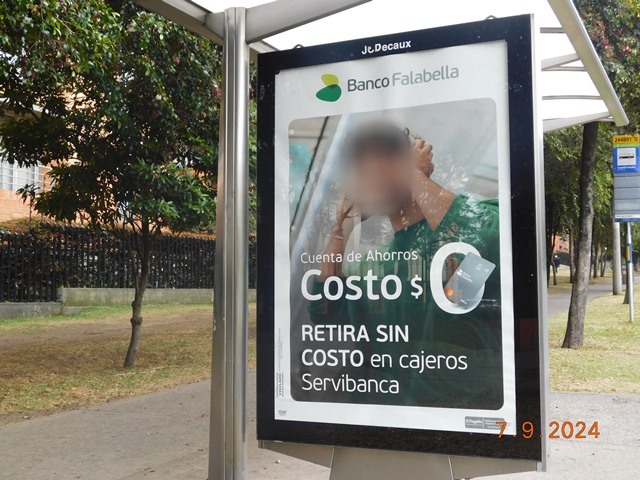 JCDecaux
Banco Falabella
Cuenta de Ahorros
Costo $0
RETIRA SIN
COSTO en cajeros
Servibanca
7. 9. 2024